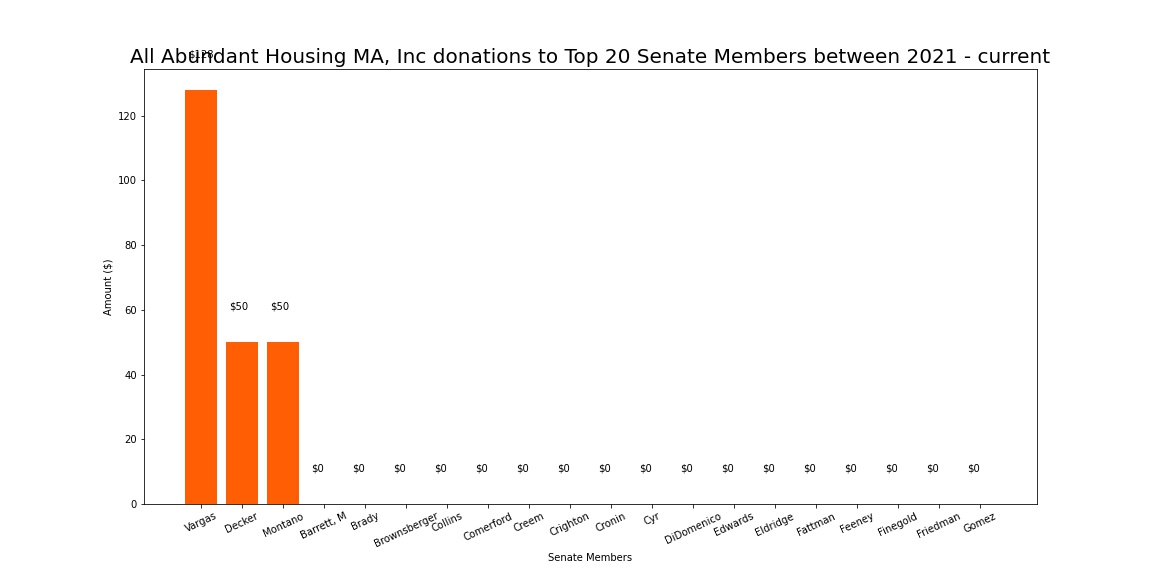 All Abundant Housing MA, Inc donations to Top 20 Senate Members between 2021 - current
$128
120
100
80
60
40
20
0
Amount ($)
$50 $50
$0 $0 $0 $0 $0 $0 $0 $0 $0 $0 $0 $0 $0 $0 $0 $0 $0
Vargas Decker Montano Barrett, M Brady Brownsberger Collins Comerford Creem Crighton Cronin Cyr DiDomenico Edwards Eldridge Fattman Feeney Finegold Friedman Gomez
Senate Members